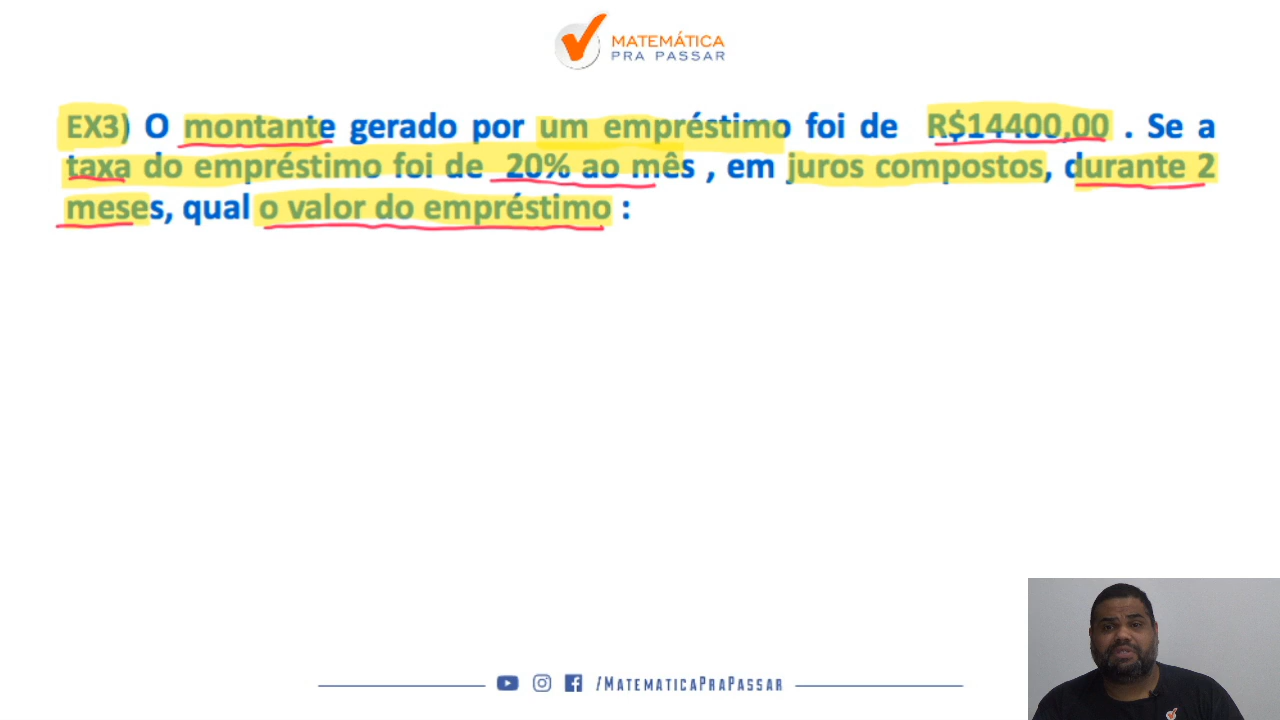 MATEMÁTICA
PRA PASSAR
EX3) O montante gerado por um empréstimo foi de R$14400,00 . Se a
taxa do empréstimo foi de 20% ao mês , em juros compostos, durante 2
meses, qual o valor do empréstimo :
/MATEMATICAPRAPASSAR